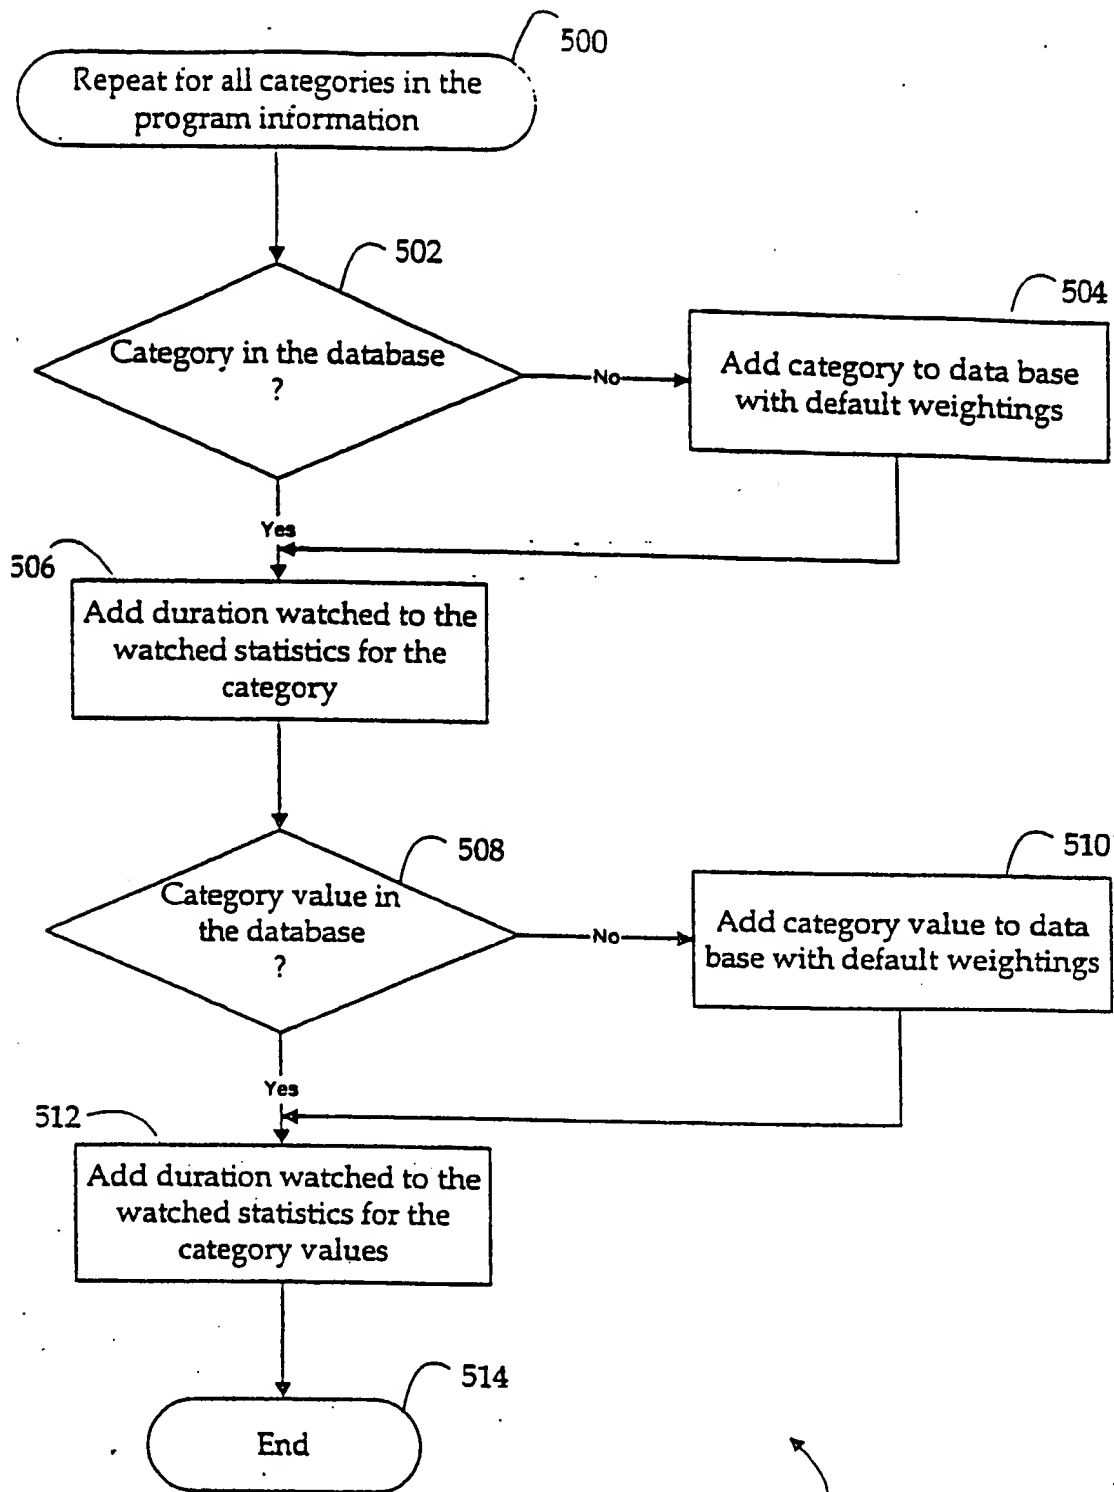 500
Repeat for all categories in the
program information
502
Category in the database
?
No
504
Add category to data base
with default weightings
Yes
506
Add duration watched to the
watched statistics for the
category
508
Category value in
the database
?
No
510
Add category value to data
base with default weightings
Yes
512
Add duration watched to the
watched statistics for the
category values
514
End